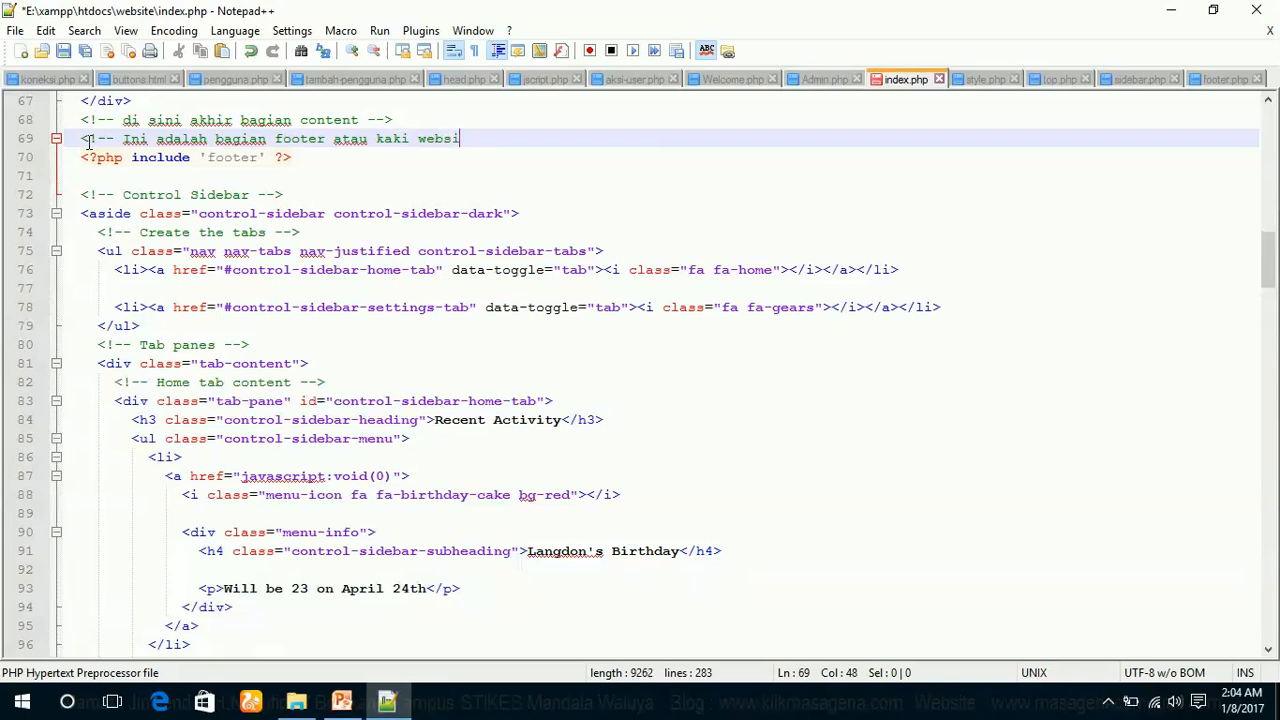 *E:\xampp\htdocs\website\index.php - Notepad++
File Edit Search View Encoding Language Settings Macro Run Plugins Window ? X
koneksi.php buttons.html pengguna.php tambah-pengguna.php head.php jscript.php aksi-user.php Welcome.php Admin.php index.php style.php top.php sidebar.php footer.php
67 </div>
68 <!-- di sini akhir bagian content -->
69 <!-- Ini adalah bagian footer atau kaki websi
70 <?php include 'footer' ?>
71
72 <!-- Control Sidebar -->
73 <aside class="control-sidebar control-sidebar-dark">
74 <!-- Create the tabs -->
75 <ul class="nav nav-tabs nav-justified control-sidebar-tabs">
76 <li><a href="#control-sidebar-home-tab" data-toggle="tab"><i class="fa fa-home"></i></a></li>
77
78 <li><a href="#control-sidebar-settings-tab" data-toggle="tab"><i class="fa fa-gears"></i></a></li>
79 </ul>
80 <!-- Tab panes -->
81 <div class="tab-content">
82 <!-- Home tab content -->
83 <div class="tab-pane" id="control-sidebar-home-tab">
84 <h3 class="control-sidebar-heading">Recent Activity</h3>
85 <ul class="control-sidebar-menu">
86 <li>
87 <a href="javascript:void(0)">
88 <i class="menu-icon fa fa-birthday-cake bg-red"></i>
89
90 <div class="menu-info">
91 <h4 class="control-sidebar-subheading">Langdon's Birthday</h4>
92
93 <p>Will be 23 on April 24th</p>
94 </div>
95 </a>
96 </li>
PHP Hypertext Preprocessor file length : 9262 lines : 283 Ln : 69 Col : 48 Sel : 0 | 0 UNIX UTF-8 w/o BOM INS
STIKES Mandala Waluya Blog : www.klikmasagena.com Website
2:04 AM
1/8/2017